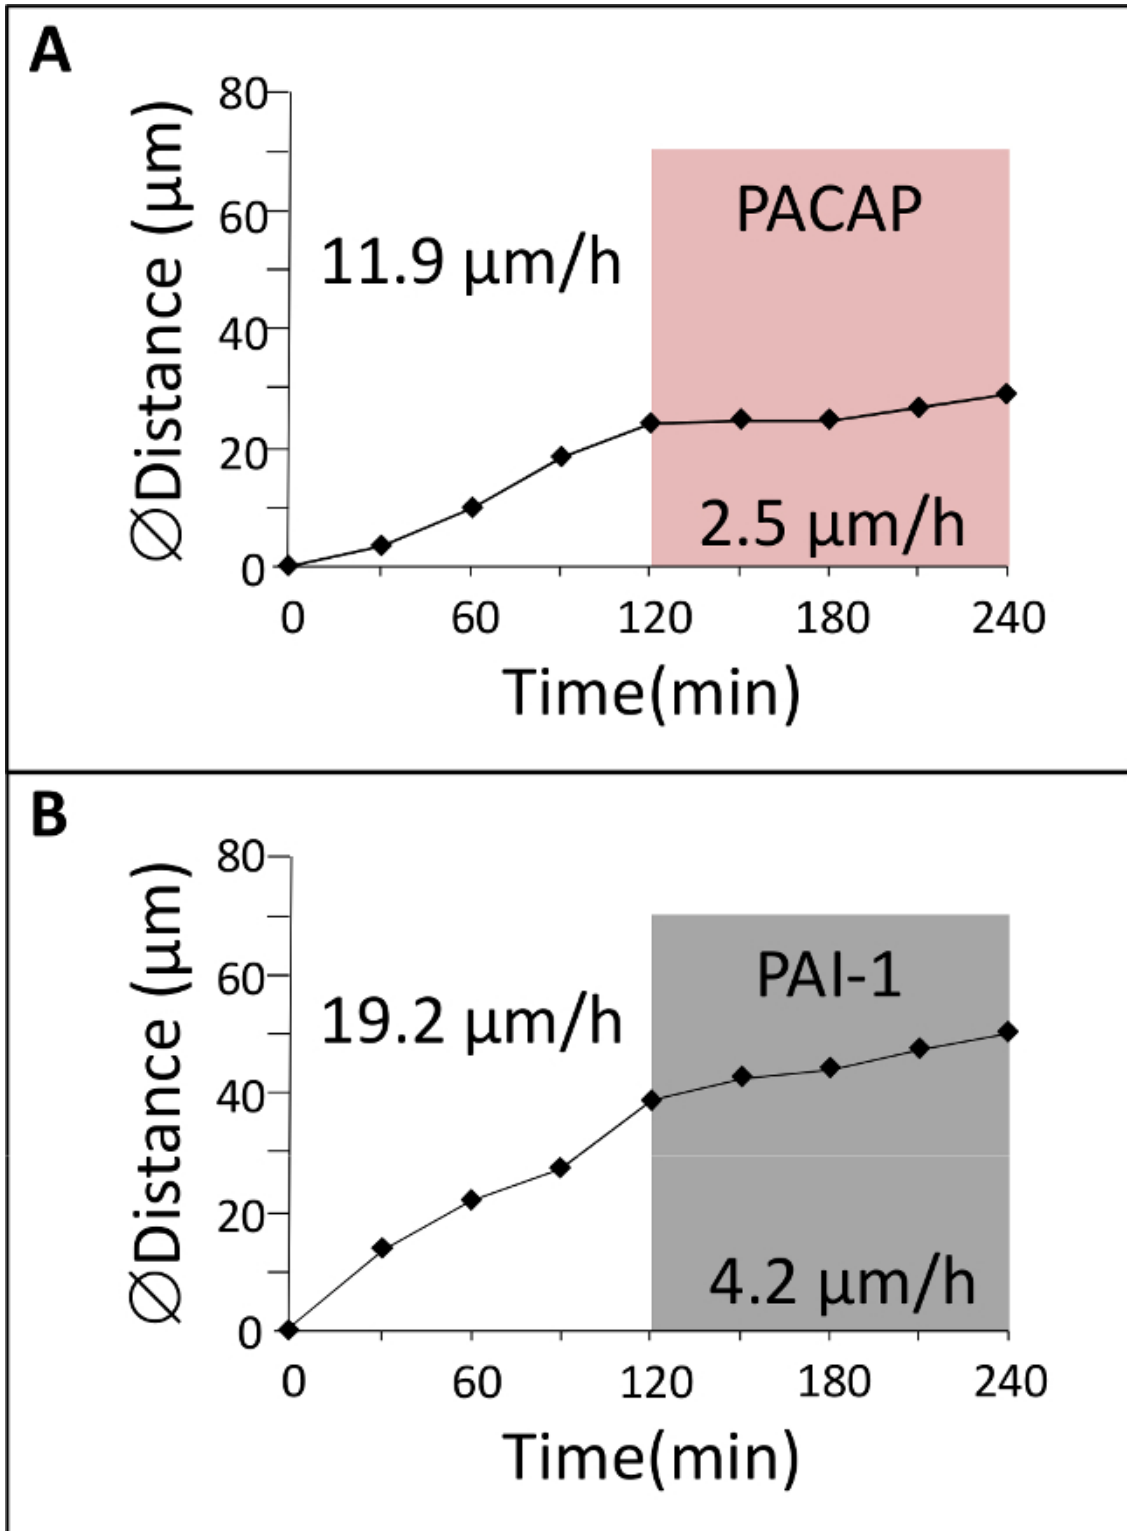 A
80
60
40
20
0
ØDistance (µm)
11.9 µm/h
PACAP
2.5 µm/h
0 60 120 180 240
Time(min)
B
80
60
40
20
0
ØDistance (µm)
19.2 µm/h
PAI-1
4.2 µm/h
0 60 120 180 240
Time(min)